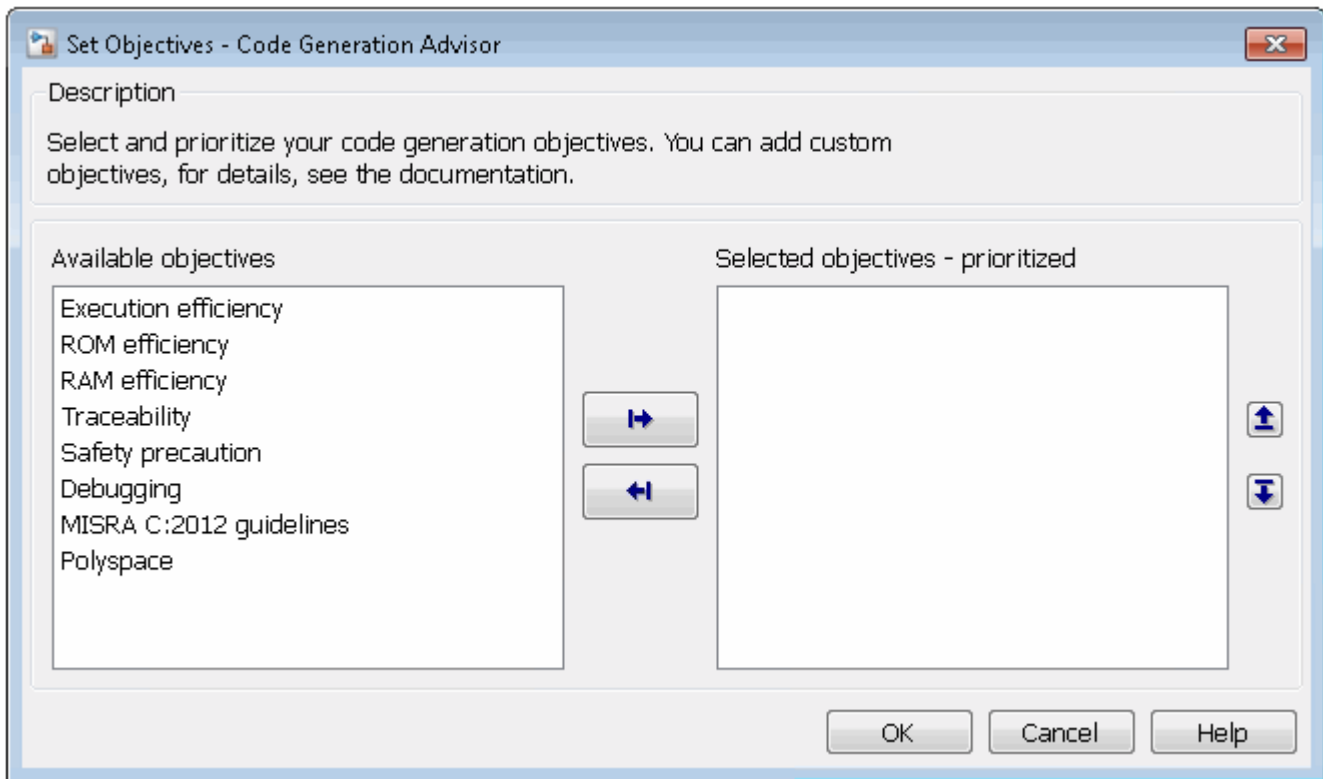 Set Objectives - Code Generation Advisor
Description
Select and prioritize your code generation objectives. You can add custom
objectives, for details, see the documentation.
Available objectives
Selected objectives - prioritized
Execution efficiency
ROM efficiency
RAM efficiency
Traceability
Safety precaution
Debugging
MISRA C:2012 guidelines
Polyspace
OK
Cancel
Help